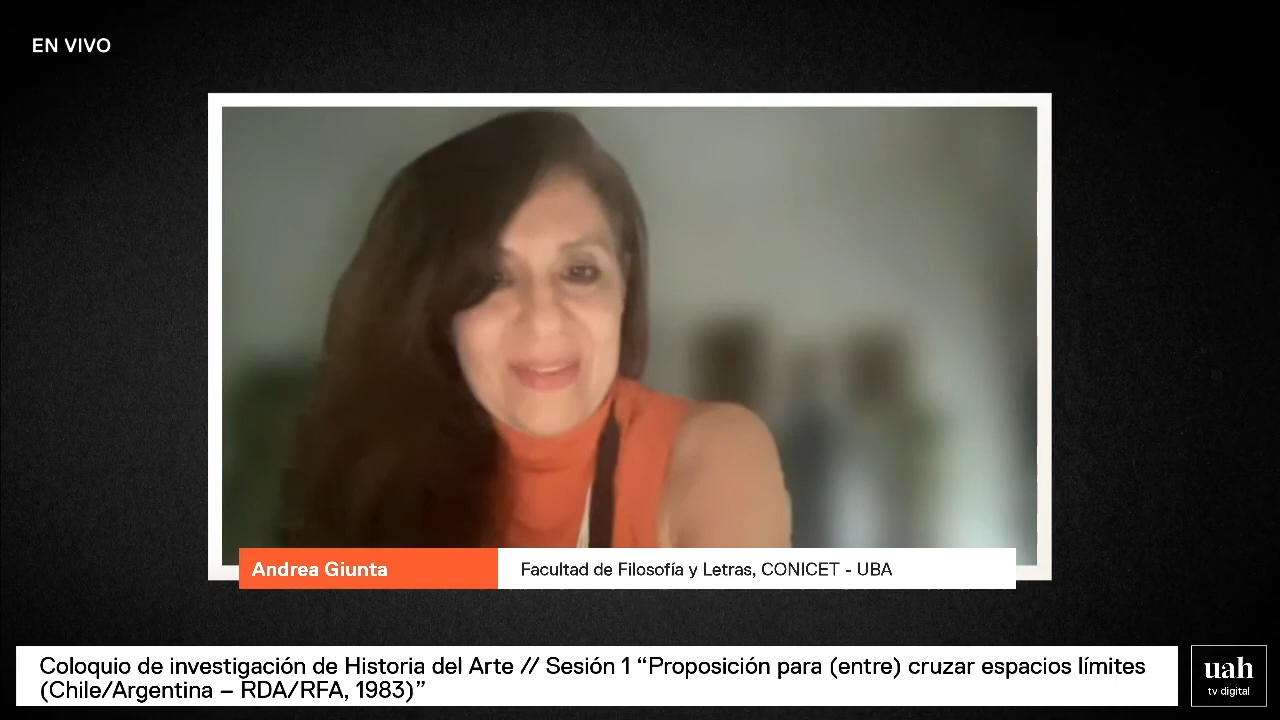 EN VIVO
Andrea Giunta
Facultad de Filosofía y Letras, CONICET - UBA
Coloquio de investigación de Historia del Arte // Sesión 1 “Proposición para (entre) cruzar espacios límites
(Chile/Argentina – RDA/RFA, 1983)”
uah
tv digital